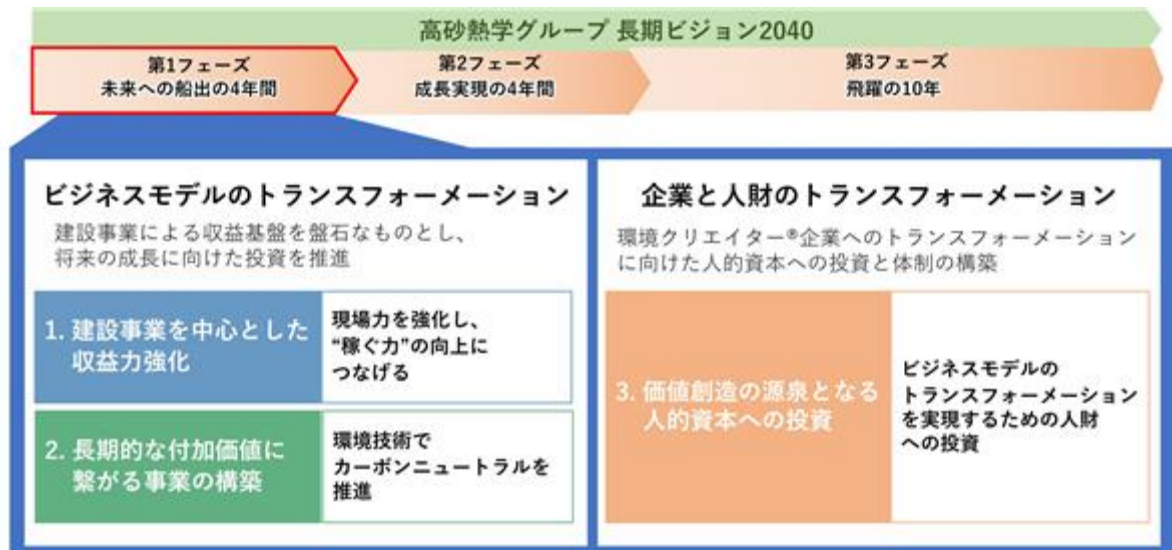 高砂熱学グループ 長期ビジョン2040
第1フェーズ
未来への船出の4年間
第2フェーズ
成長実現の4年間
第3フェーズ
飛躍の10年
ビジネスモデルのトランスフォーメーション
建設事業による収益基盤を盤石なものとし、
将来の成長に向けた投資を推進
1. 建設事業を中心とした
収益力強化
現場力を強化し、
“稼ぐ力”の向上に
つなげる
2. 長期的な付加価値に
繋がる事業の構築
環境技術で
カーボンニュートラルを
推進
企業と人財のトランスフォーメーション
環境クリエイター®企業へのトランスフォーメーション
に向けた人的資本への投資と体制の構築
3. 価値創造の源泉となる
人的資本への投資
ビジネスモデルの
トランスフォーメーション
を実現するための人財
への投資